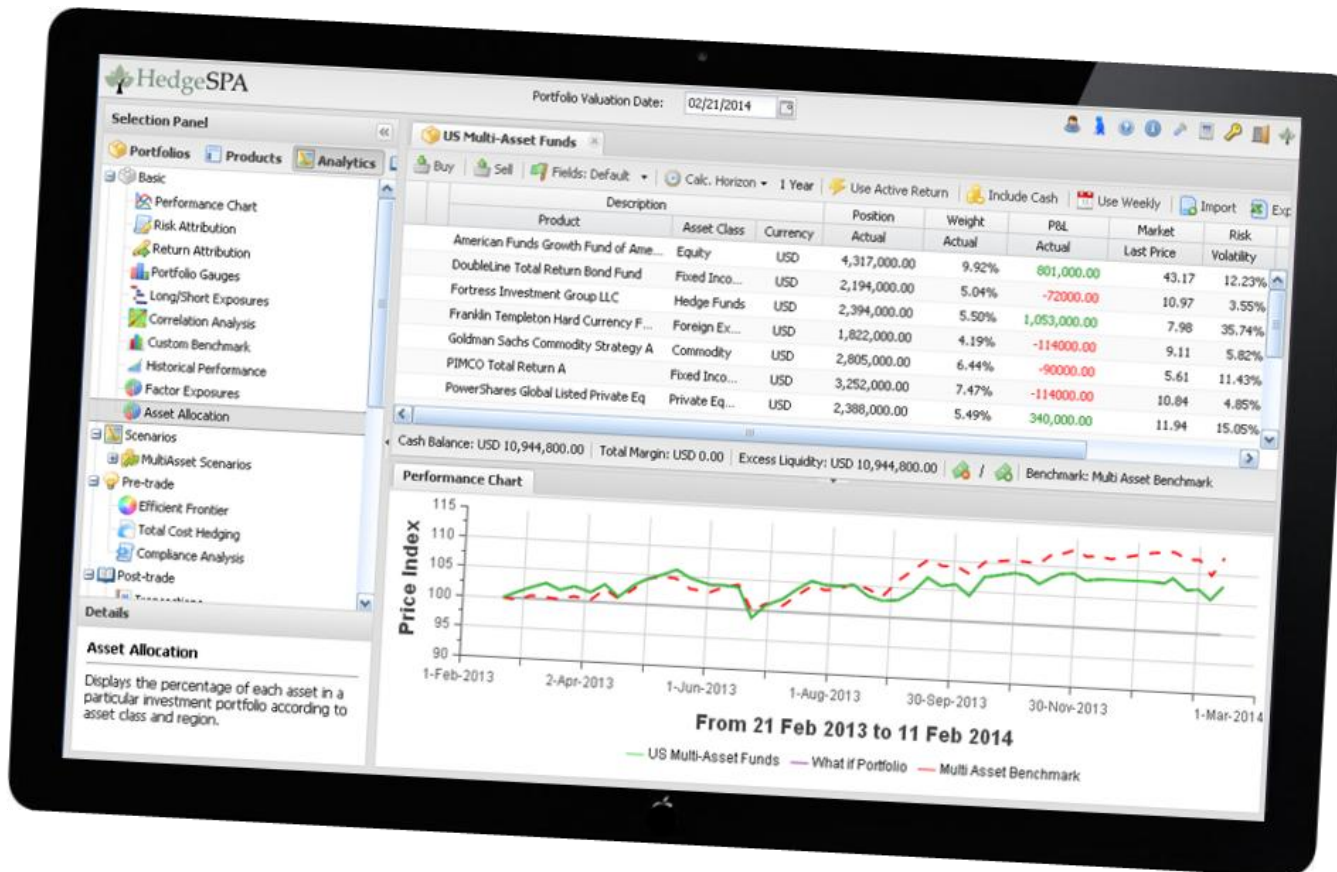 HedgeSPA
Portfolio Valuation Date: 02/21/2014
Selection Panel
Portfolios Products Analytics
Basic
Performance Chart
Risk Attribution
Return Attribution
Portfolio Gauges
Long/Short Exposures
Correlation Analysis
Custom Benchmark
Historical Performance
Factor Exposures
Asset Allocation
Scenarios
MultiAsset Scenarios
Pre-trade
Efficient Frontier
Total Cost Hedging
Compliance Analysis
Post-trade
Details
Asset Allocation
Displays the percentage of each asset in a
particular investment portfolio according to
asset class and region.
US Multi-Asset Funds
Buy Sell Fields: Default Calc. Horizon 1 Year Use Active Return Include Cash Use Weekly Import Exp
Description Position Weight P&L Market Risk
Product Asset Class Currency Actual Actual Actual Last Price Volatility
American Funds Growth Fund of Ame... Equity USD 4,317,000.00 9.92% 801,000.00 43.17 12.23%
DoubleLine Total Return Bond Fund Fixed Inco... USD 2,194,000.00 5.04% -72000.00 10.97 3.55%
Fortress Investment Group LLC Hedge Funds USD 2,394,000.00 5.50% 1,053,000.00 7.98 35.74%
Franklin Templeton Hard Currency F... Foreign Ex... USD 1,822,000.00 4.19% -114000.00 9.11 5.82%
Goldman Sachs Commodity Strategy A Commodity USD 2,805,000.00 6.44% -90000.00 5.61 11.43%
PIMCO Total Return A Fixed Inco... USD 3,252,000.00 7.47% -114000.00 10.84 4.85%
PowerShares Global Listed Private Eq Private Eq... USD 2,388,000.00 5.49% 340,000.00 11.94 15.05%
Cash Balance: USD 10,944,800.00 Total Margin: USD 0.00 Excess Liquidity: USD 10,944,800.00 / Benchmark: Multi Asset Benchmark
Performance Chart
Price Index
115
110
105
100
95
90
1-Feb-2013 2-Apr-2013 1-Jun-2013 1-Aug-2013 30-Sep-2013 30-Nov-2013 1-Mar-2014
From 21 Feb 2013 to 11 Feb 2014
US Multi-Asset Funds What if Portfolio Multi Asset Benchmark